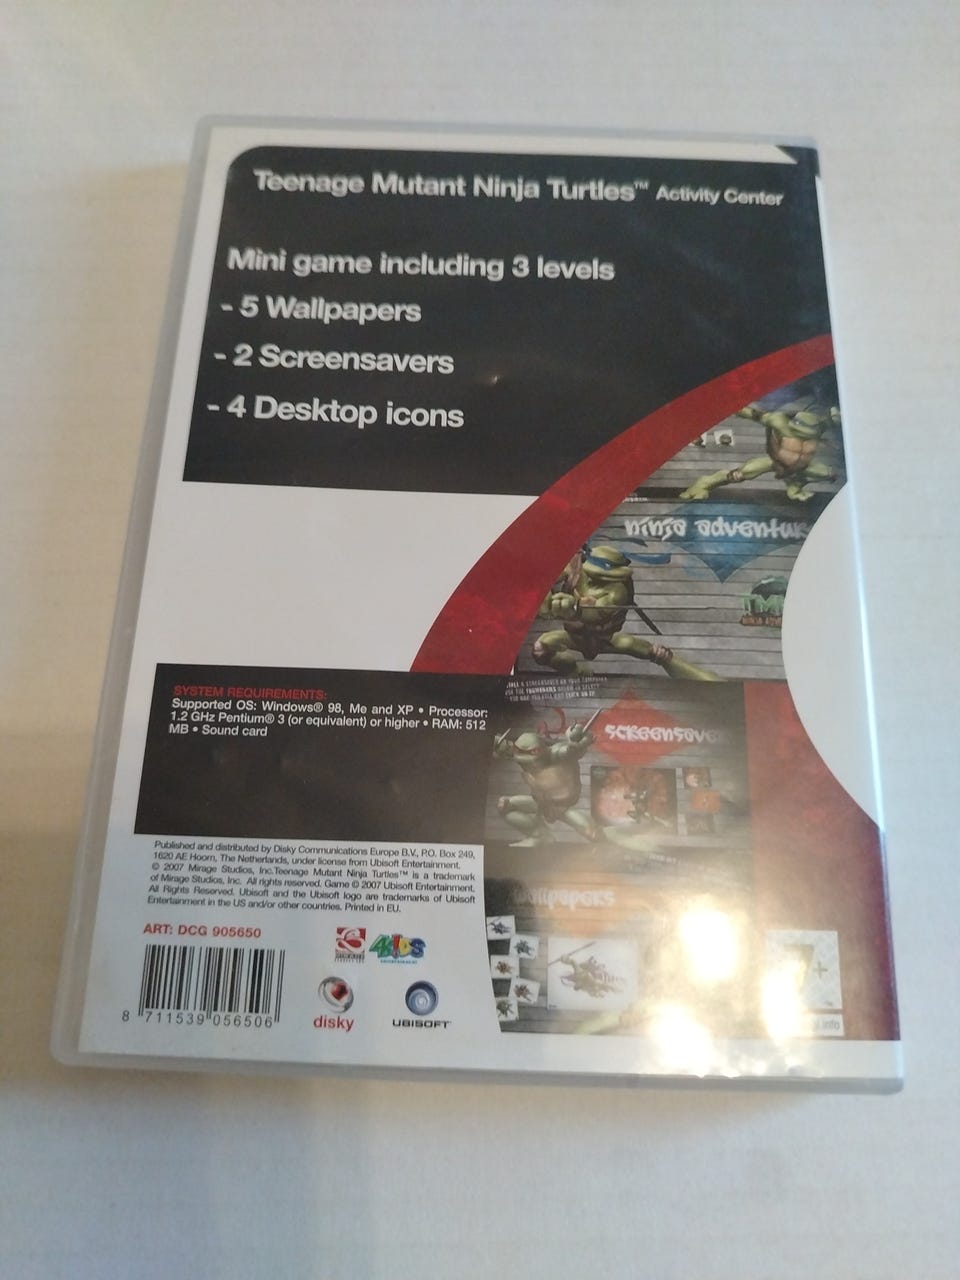 Teenage Mutant Ninja Turtles™ Activity Center
Mini game including 3 levels
- 5 Wallpapers
- 2 Screensavers
- 4 Desktop icons
ninja adventur
SYSTEM REQUIREMENTS:
Supported OS: Windows® 98, Me and XP • Processor:
1.2 GHz Pentium® 3 (or equivalent) or higher • RAM: 512
MB • Sound card
screensaver
wallpapers
Published and distributed by Disky Communications Europe B.V., P.O. Box 249,
1620 AE Hoorn, The Netherlands, under license from Ubisoft Entertainment.
© 2007 Mirage Studios, Inc.Teenage Mutant Ninja Turtles™ is a trademark
of Mirage Studios, Inc. All rights reserved. Game © 2007 Ubisoft Entertainment.
All Rights Reserved. Ubisoft and the Ubisoft logo are trademarks of Ubisoft
Entertainment in the US and/or other countries. Printed in EU.
ART: DCG 905650
8 711539 056506
4KiDS
ENTERTAINMENT
disky
UBISOFT™
7+